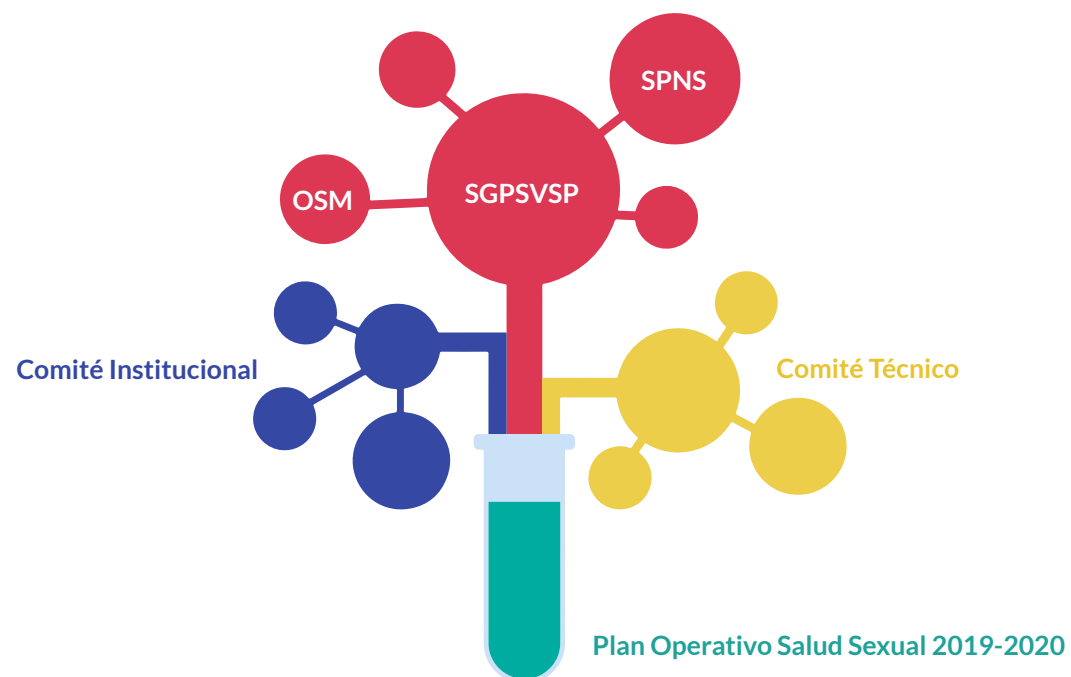 SPNS
OSM
SGPSVSP
Comité Institucional
Comité Técnico
Plan Operativo Salud Sexual 2019-2020